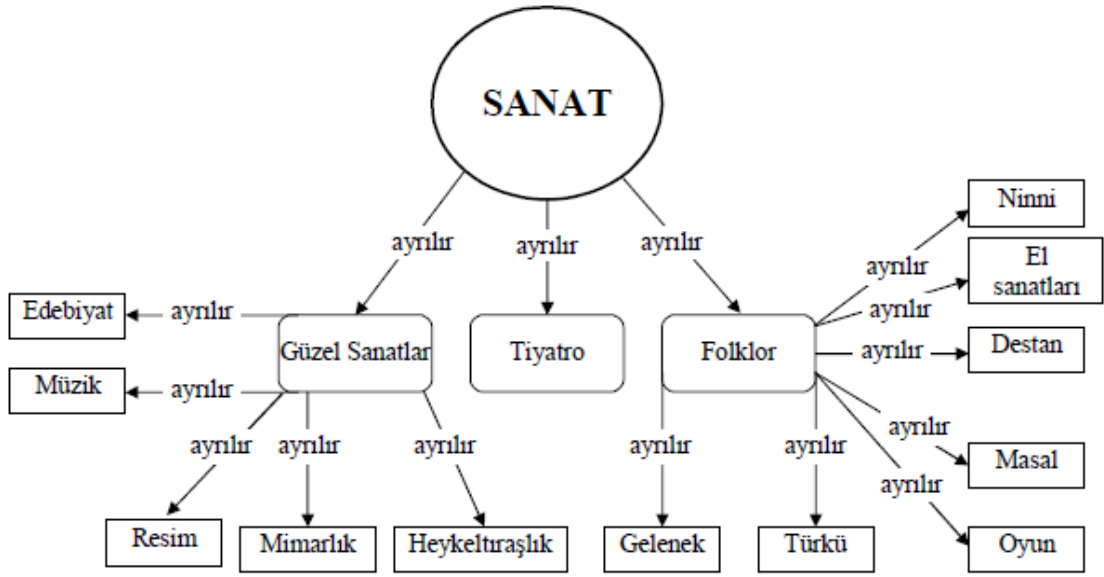 SANAT
ayrılır
ayrılır
ayrılır
Güzel Sanatlar
Tiyatro
Folklor
ayrılır
Edebiyat
ayrılır
Müzik
ayrılır
Resim
ayrılır
Mimarlık
ayrılır
Heykeltıraşlık
ayrılır
Gelenek
ayrılır
Türkü
ayrılır
Ninni
ayrılır
El
sanatları
ayrılır
Destan
ayrılır
Masal
ayrılır
Oyun